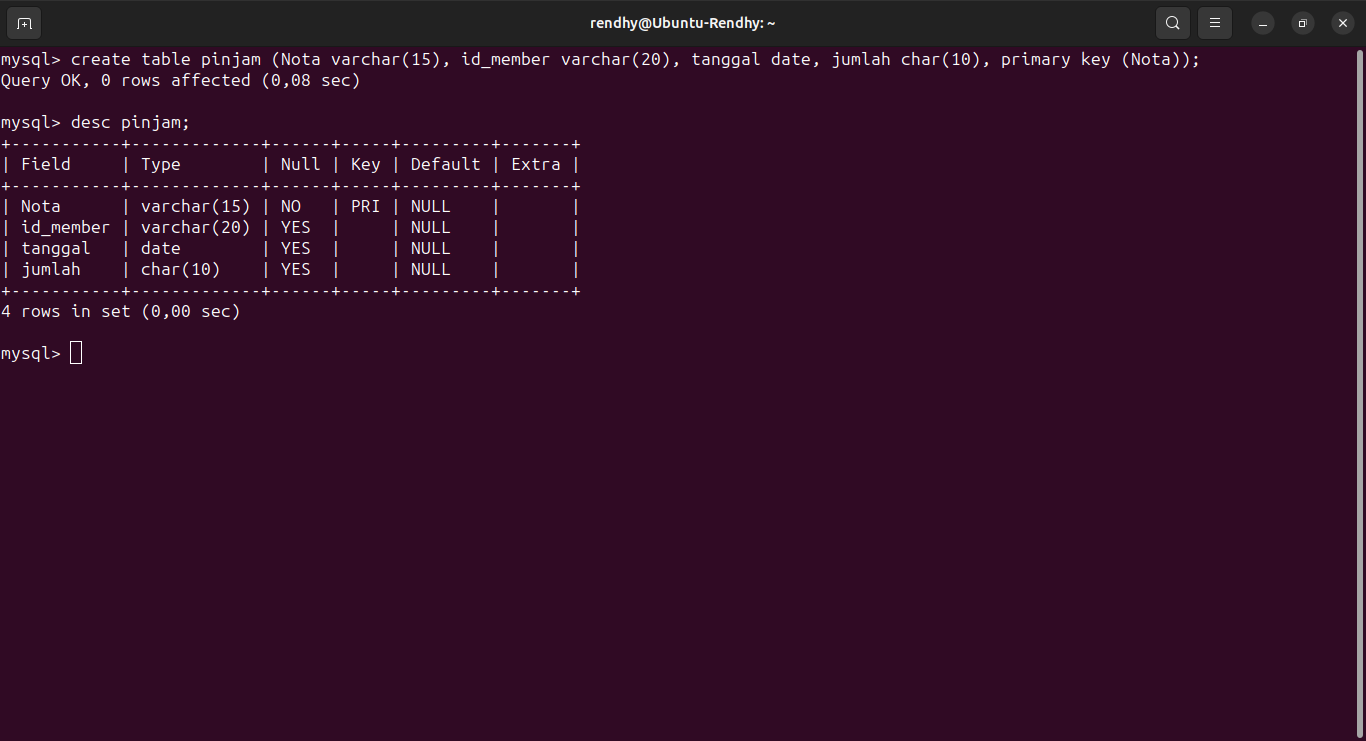 rendhy@Ubuntu-Rendhy: ~
mysql> create table pinjam (Nota varchar(15), id_member varchar(20), tanggal date, jumlah char(10), primary key (Nota));
Query OK, 0 rows affected (0,08 sec)
mysql> desc pinjam;
+-----------+-------------+------+-----+---------+-------+
| Field     | Type        | Null | Key | Default | Extra |
+-----------+-------------+------+-----+---------+-------+
| Nota      | varchar(15) | NO   | PRI | NULL    |       |
| id_member | varchar(20) | YES  |     | NULL    |       |
| tanggal   | date        | YES  |     | NULL    |       |
| jumlah    | char(10)    | YES  |     | NULL    |       |
+-----------+-------------+------+-----+---------+-------+
4 rows in set (0,00 sec)
mysql>